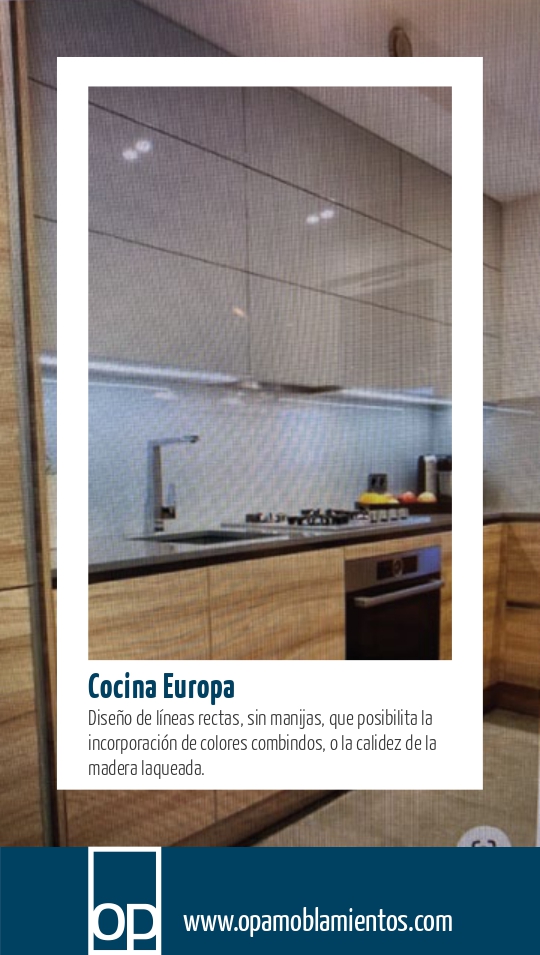 Cocina Europa
Diseño de líneas rectas, sin manijas, que posibilita la
incorporación de colores combindos, o la calidez de la
madera laqueada.
op
www.opamoblamientos.com